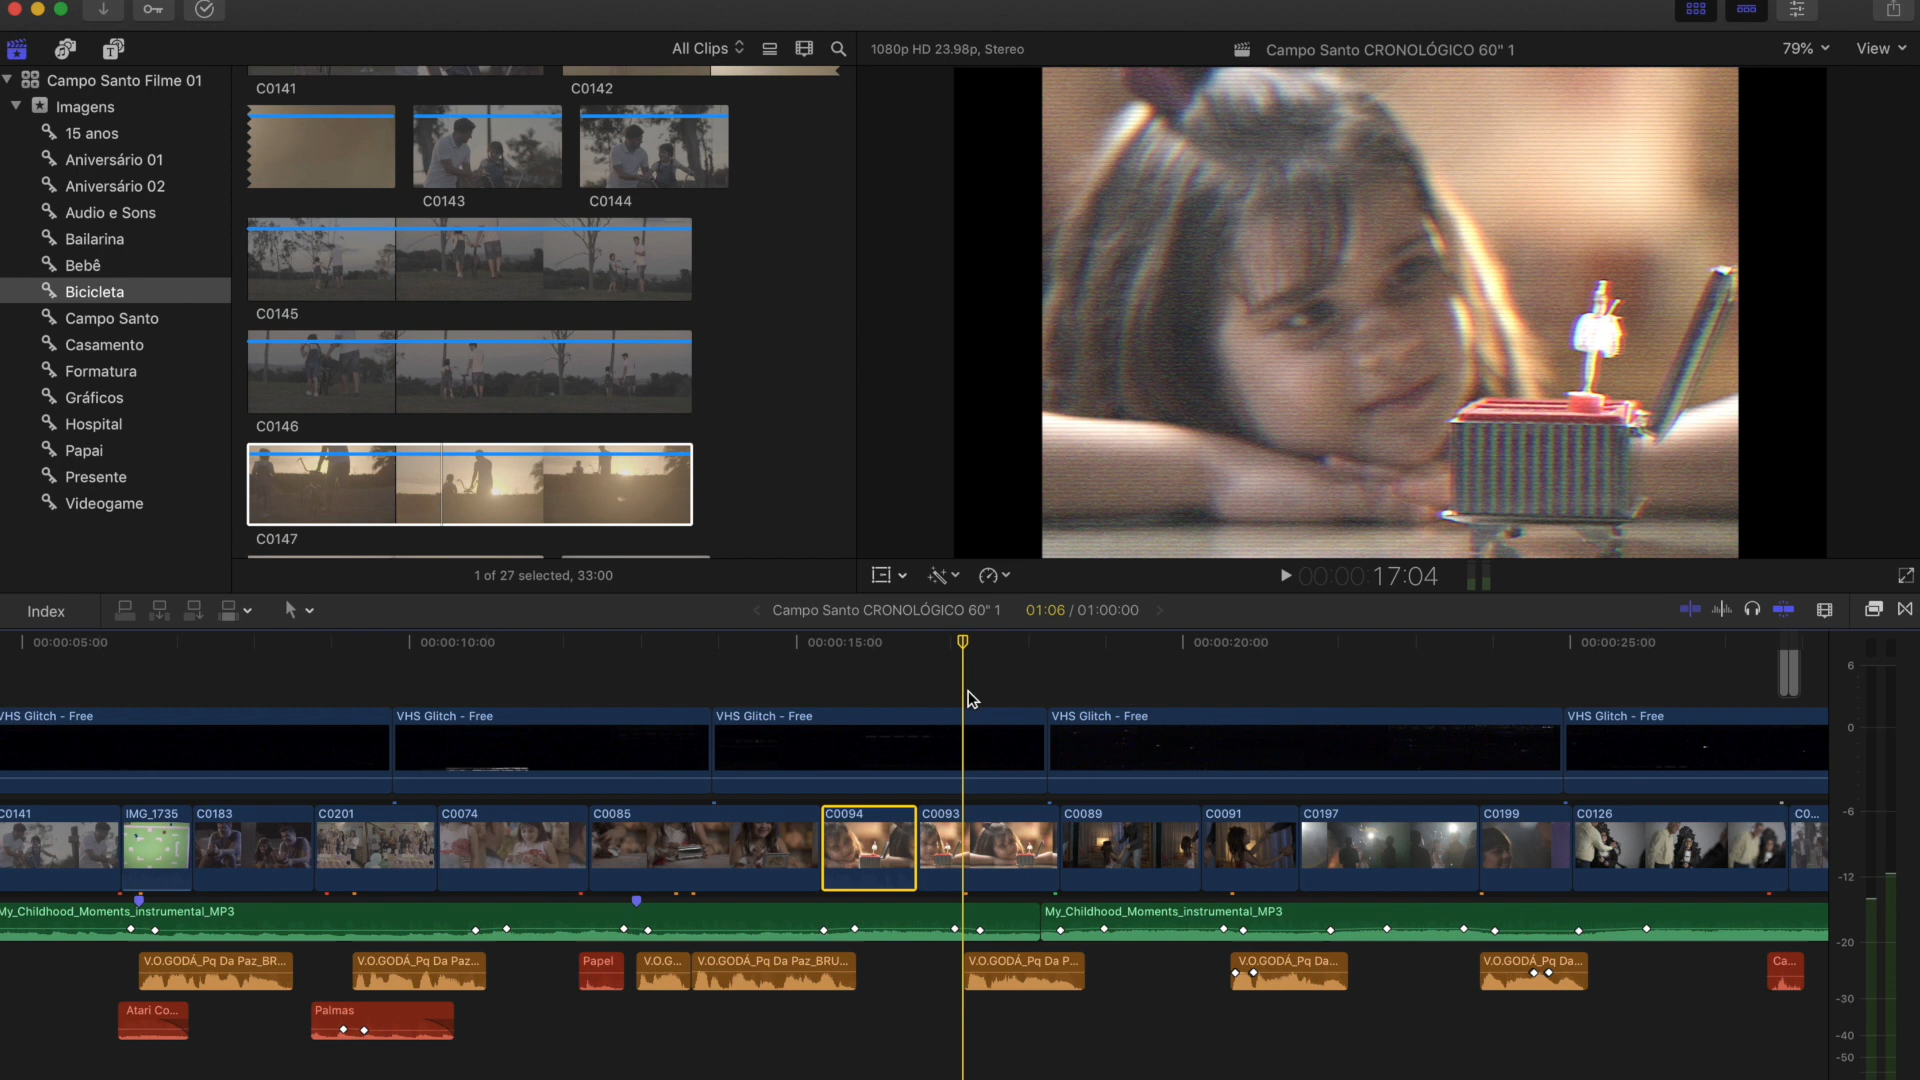 All Clips
1080p HD 23.98p, Stereo
Campo Santo CRONOLÓGICO 60" 1
79%
View
Campo Santo Filme 01
Imagens
15 anos
Aniversário 01
Aniversário 02
Audio e Sons
Bailarina
Bebê
Bicicleta
Campo Santo
Casamento
Formatura
Gráficos
Hospital
Papai
Presente
Videogame
C0141
C0142
C0143
C0144
C0145
C0146
C0147
1 of 27 selected, 33:00
00:00:00:17:04
Index
Campo Santo CRONOLÓGICO 60" 1
01:06 / 01:00:00
00:00:05:00
00:00:10:00
00:00:15:00
00:00:20:00
00:00:25:00
VHS Glitch - Free
VHS Glitch - Free
VHS Glitch - Free
VHS Glitch - Free
VHS Glitch - Free
C0141
IMG_1735
C0183
C0201
C0074
C0085
C0094
C0093
C0089
C0091
C0197
C0199
C0126
C0...
My_Childhood_Moments_instrumental_MP3
My_Childhood_Moments_instrumental_MP3
V.O.GODÁ_Pq Da Paz_BR...
V.O.GODÁ_Pq Da Paz...
Papel
V.O.G...
V.O.GODÁ_Pq Da Paz_BRU...
V.O.GODÁ_Pq Da P...
V.O.GODÁ_Pq Da...
V.O.GODÁ_Pq Da...
Ca...
Atari Co...
Palmas
6
0
-6
-12
-20
-30
-40
-50